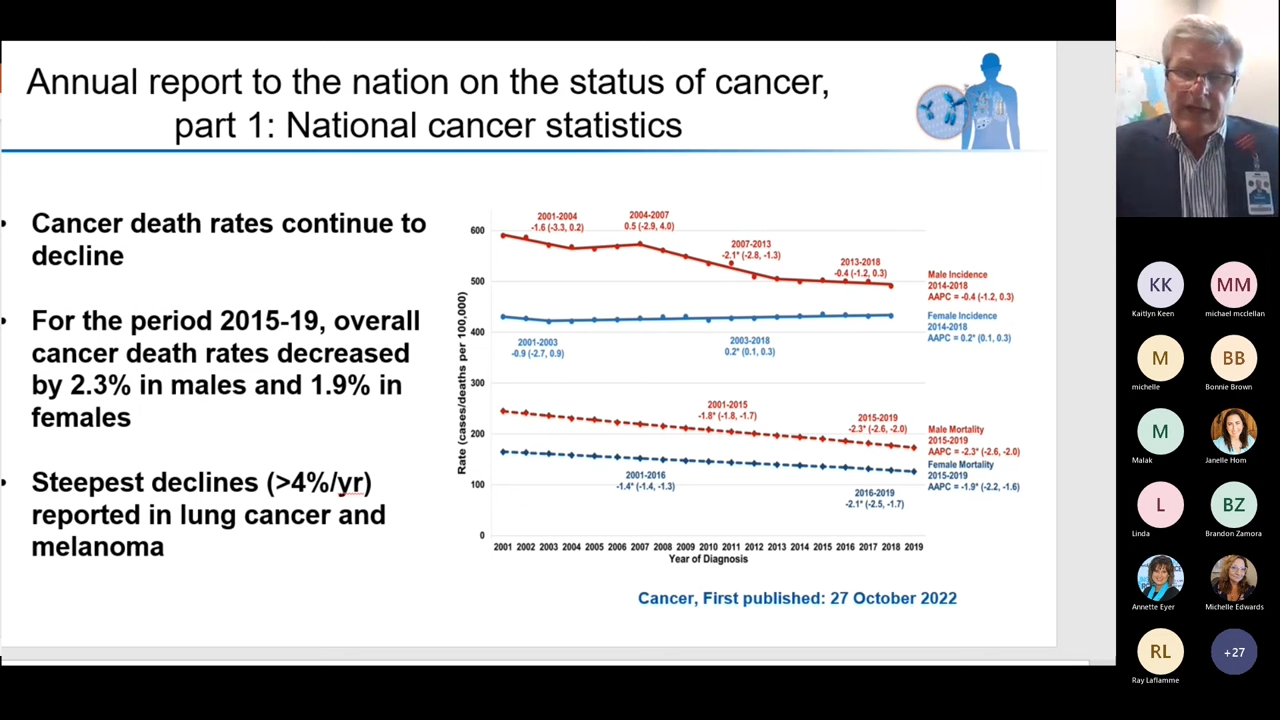 Annual report to the nation on the status of cancer,
part 1: National cancer statistics
• Cancer death rates continue to
decline
• For the period 2015-19, overall
cancer death rates decreased
by 2.3% in males and 1.9% in
females
• Steepest declines (>4%/yr)
reported in lung cancer and
melanoma
Rate (cases/deaths per 100,000)
600
500
400
300
200
100
0
2001-2004
-1.6 (-3.3, 0.2)
2004-2007
0.5 (-2.9, 4.0)
2007-2013
-2.1* (-2.8, -1.3)
2013-2018
-0.4 (-1.2, 0.3)
Male Incidence
2014-2018
AAPC = -0.4 (-1.2, 0.3)
2001-2003
-0.9 (-2.7, 0.9)
2003-2018
0.2* (0.1, 0.3)
Female Incidence
2014-2018
AAPC = 0.2* (0.1, 0.3)
2001-2015
-1.8* (-1.8, -1.7)
2015-2019
-2.3* (-2.6, -2.0)
Male Mortality
2015-2019
AAPC = -2.3* (-2.6, -2.0)
2001-2016
-1.4* (-1.4, -1.3)
2016-2019
-2.1* (-2.5, -1.7)
Female Mortality
2015-2019
AAPC = -1.9* (-2.2, -1.6)
2001 2002 2003 2004 2005 2006 2007 2008 2009 2010 2011 2012 2013 2014 2015 2016 2017 2018 2019
Year of Diagnosis
Cancer, First published: 27 October 2022
KK
Kaitlyn Keen
MM
michael mcclellan
M
michelle
BB
Bonnie Brown
M
Malak
Janelle Hom
L
Linda
BZ
Brandon Zamora
Annette Eyer
Michelle Edwards
RL
Ray Laflamme
+27